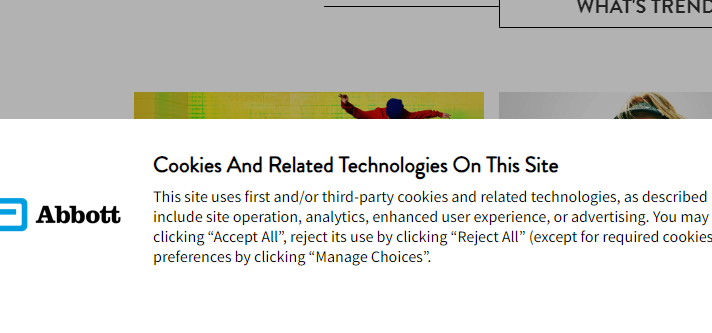 WHAT'S TREND
Cookies And Related Technologies On This Site
Abbott
This site uses first and/or third-party cookies and related technologies, as described
include site operation, analytics, enhanced user experience, or advertising. You may
clicking “Accept All”, reject its use by clicking “Reject All” (except for required cookies
preferences by clicking “Manage Choices”.